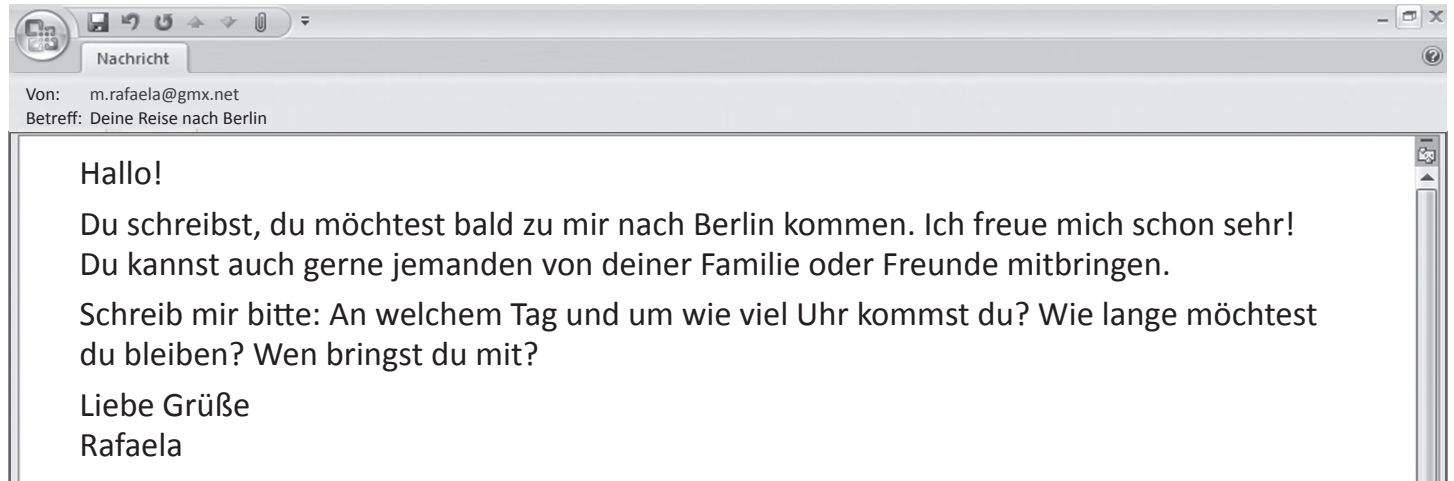 Nachricht
Von: m.rafaela@gmx.net
Betreff: Deine Reise nach Berlin
Hallo!
Du schreibst, du möchtest bald zu mir nach Berlin kommen. Ich freue mich schon sehr!
Du kannst auch gerne jemanden von deiner Familie oder Freunde mitbringen.
Schreib mir bitte: An welchem Tag und um wie viel Uhr kommst du? Wie lange möchtest
du bleiben? Wen bringst du mit?
Liebe Grüße
Rafaela